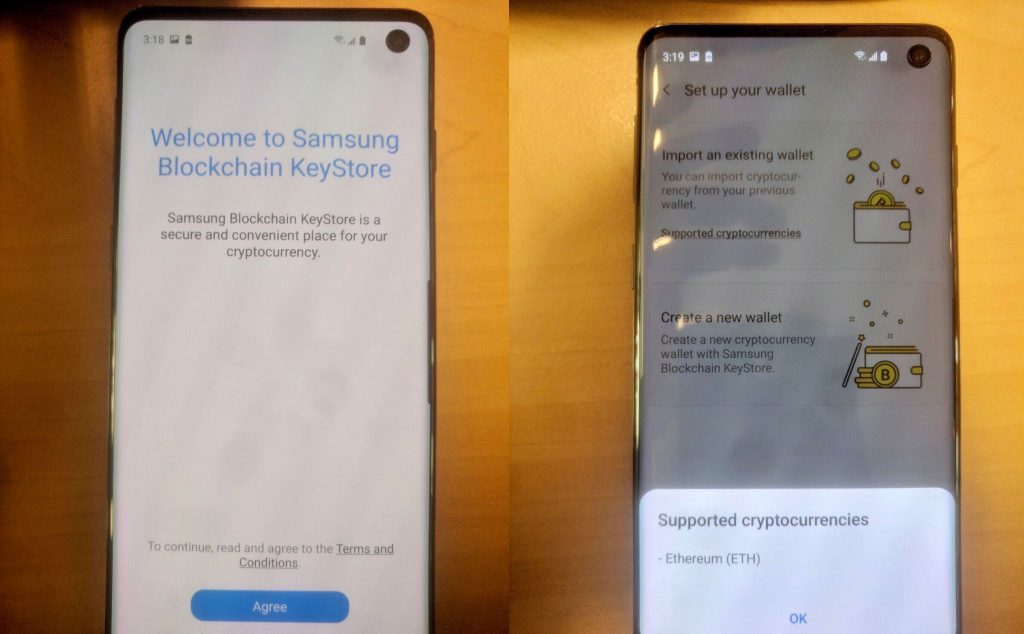 3:18
Welcome to Samsung
Blockchain KeyStore
Samsung Blockchain KeyStore is a
secure and convenient place for your
cryptocurrency.
To continue, read and agree to the Terms and
Conditions
Agree
3:19
Set up your wallet
Import an existing wallet
You can import cryptocur-
rency from your previous
wallet.
Supported cryptocurrencies
Create a new wallet
Create a new cryptocurrency
wallet with Samsung
Blockchain KeyStore.
B
Supported cryptocurrencies
- Ethereum (ETH)
OK